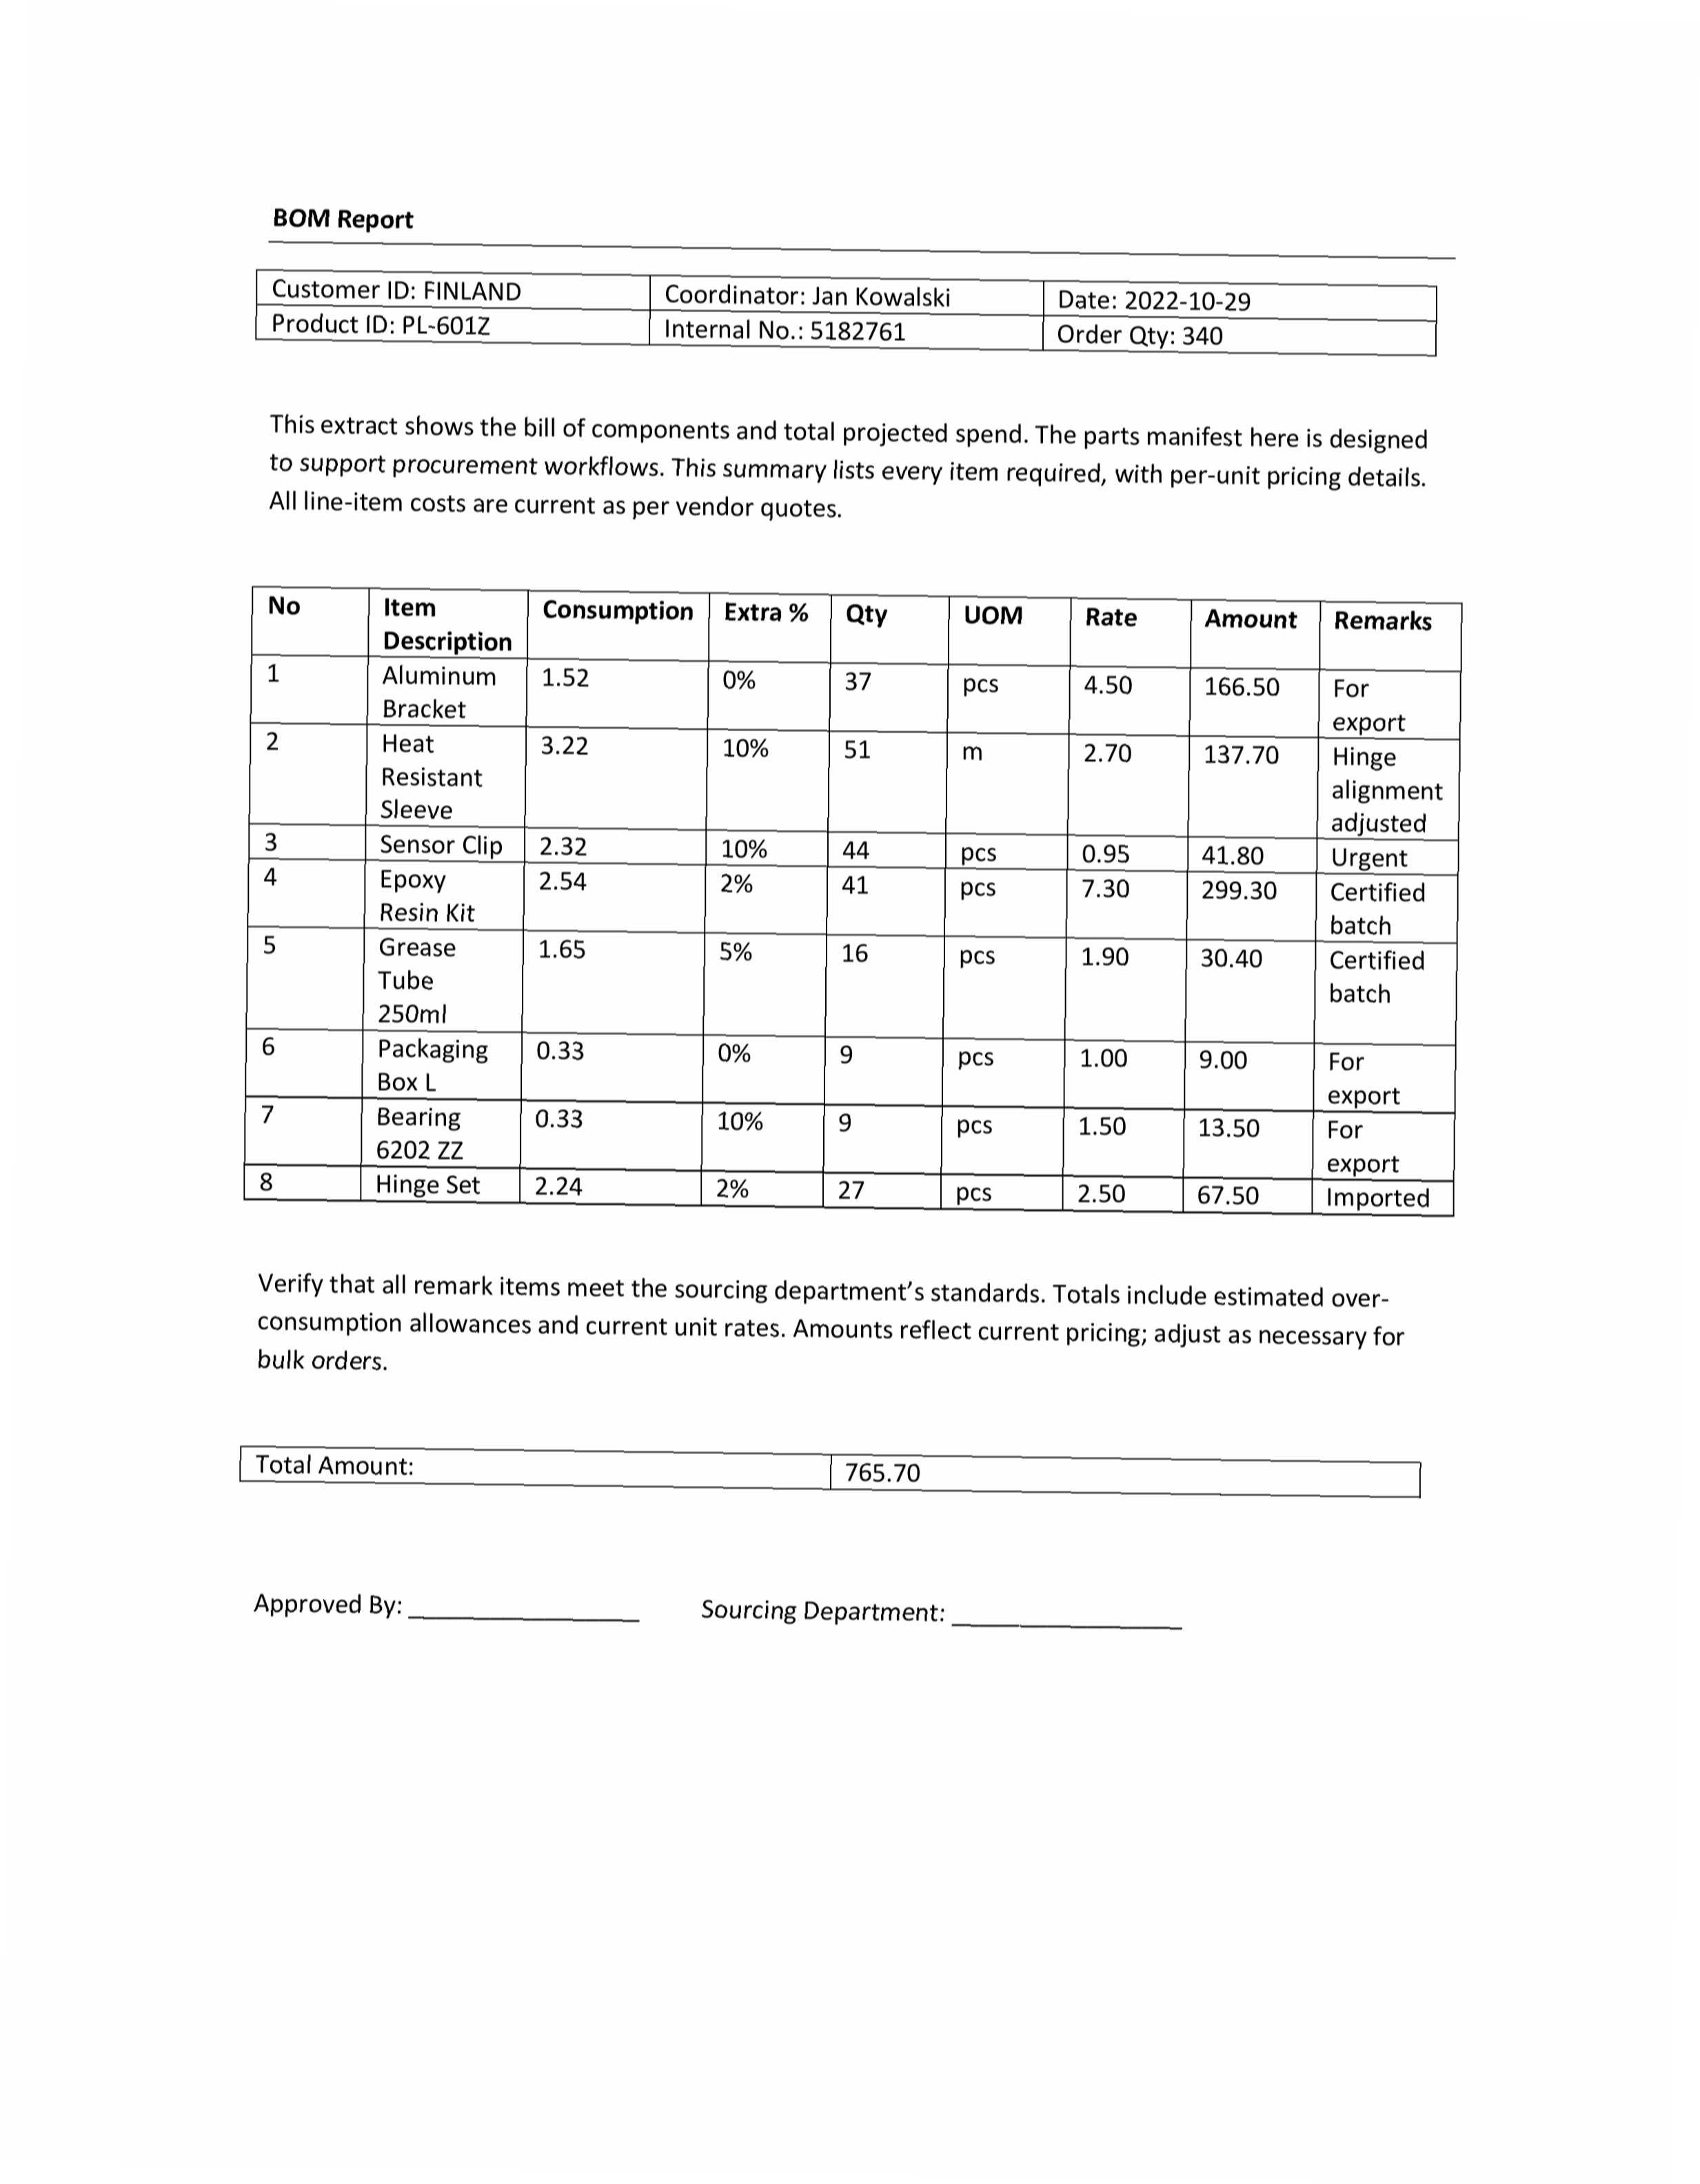 BOM Report
Customer ID: FINLAND Coordinator: Jan Kowalski Date: 2022-10-29
Product ID: PL-601Z Internal No.: 5182761 Order Qty: 340
This extract shows the bill of components and total projected spend. The parts manifest here is designed
to support procurement workflows. This summary lists every item required, with per-unit pricing details.
All line-item costs are current as per vendor quotes.
No Item Consumption Extra % Qty UOM Rate Amount Remarks
Description
1 Aluminum 1.52 0% 37 pcs 4.50 166.50 For
Bracket export
2 Heat 3.22 10% 51 m 2.70 137.70 Hinge
Resistant alignment
Sleeve adjusted
3 Sensor Clip 2.32 10% 44 pcs 0.95 41.80 Urgent
4 Epoxy 2.54 2% 41 pcs 7.30 299.30 Certified
Resin Kit batch
5 Grease 1.65 5% 16 pcs 1.90 30.40 Certified
Tube batch
250ml
6 Packaging 0.33 0% 9 pcs 1.00 9.00 For
Box L export
7 Bearing 0.33 10% 9 pcs 1.50 13.50 For
6202 ZZ export
8 Hinge Set 2.24 2% 27 pcs 2.50 67.50 Imported
Verify that all remark items meet the sourcing department's standards. Totals include estimated over-
consumption allowances and current unit rates. Amounts reflect current pricing; adjust as necessary for
bulk orders.
Total Amount: 765.70
Approved By: _________________ Sourcing Department: _________________